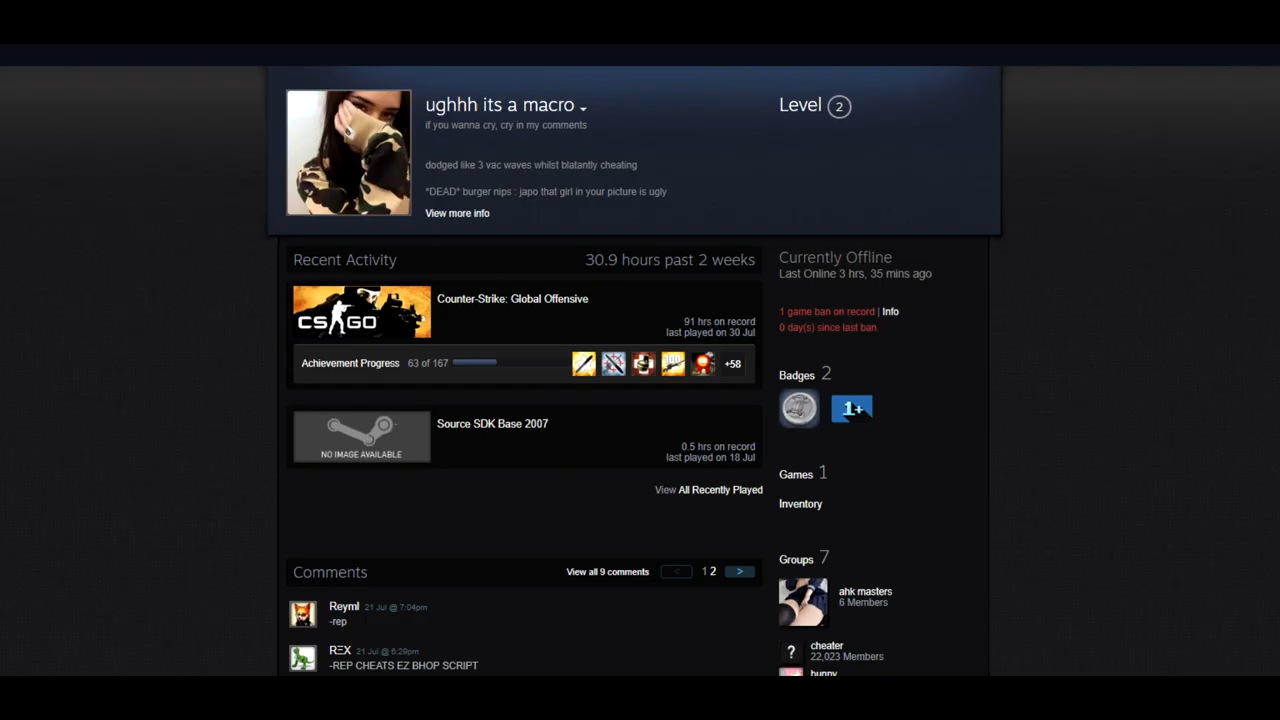 ughhh its a macro
Level 2
if you wanna cry, cry in my comments
dodged like 3 vac waves whilst blatantly cheating
*DEAD* burger nips : japo that girl in your picture is ugly
View more info
Recent Activity
30.9 hours past 2 weeks
CS GO
Counter-Strike: Global Offensive
91 hrs on record
last played on 30 Jul
Achievement Progress 63 of 167
+58
NO IMAGE AVAILABLE
Source SDK Base 2007
0.5 hrs on record
last played on 18 Jul
View All Recently Played
Comments
View all 9 comments
< 1 2 >
Reyml 21 Jul @ 7:04pm
-rep
RΞX 21 Jul @ 6:29pm
-REP CHEATS EZ BHOP SCRIPT
Currently Offline
Last Online 3 hrs, 35 mins ago
1 game ban on record | Info
0 day(s) since last ban
Badges 2
1+
Games 1
Inventory
Groups 7
ahk masters
6 Members
?
cheater
22,023 Members
bunny